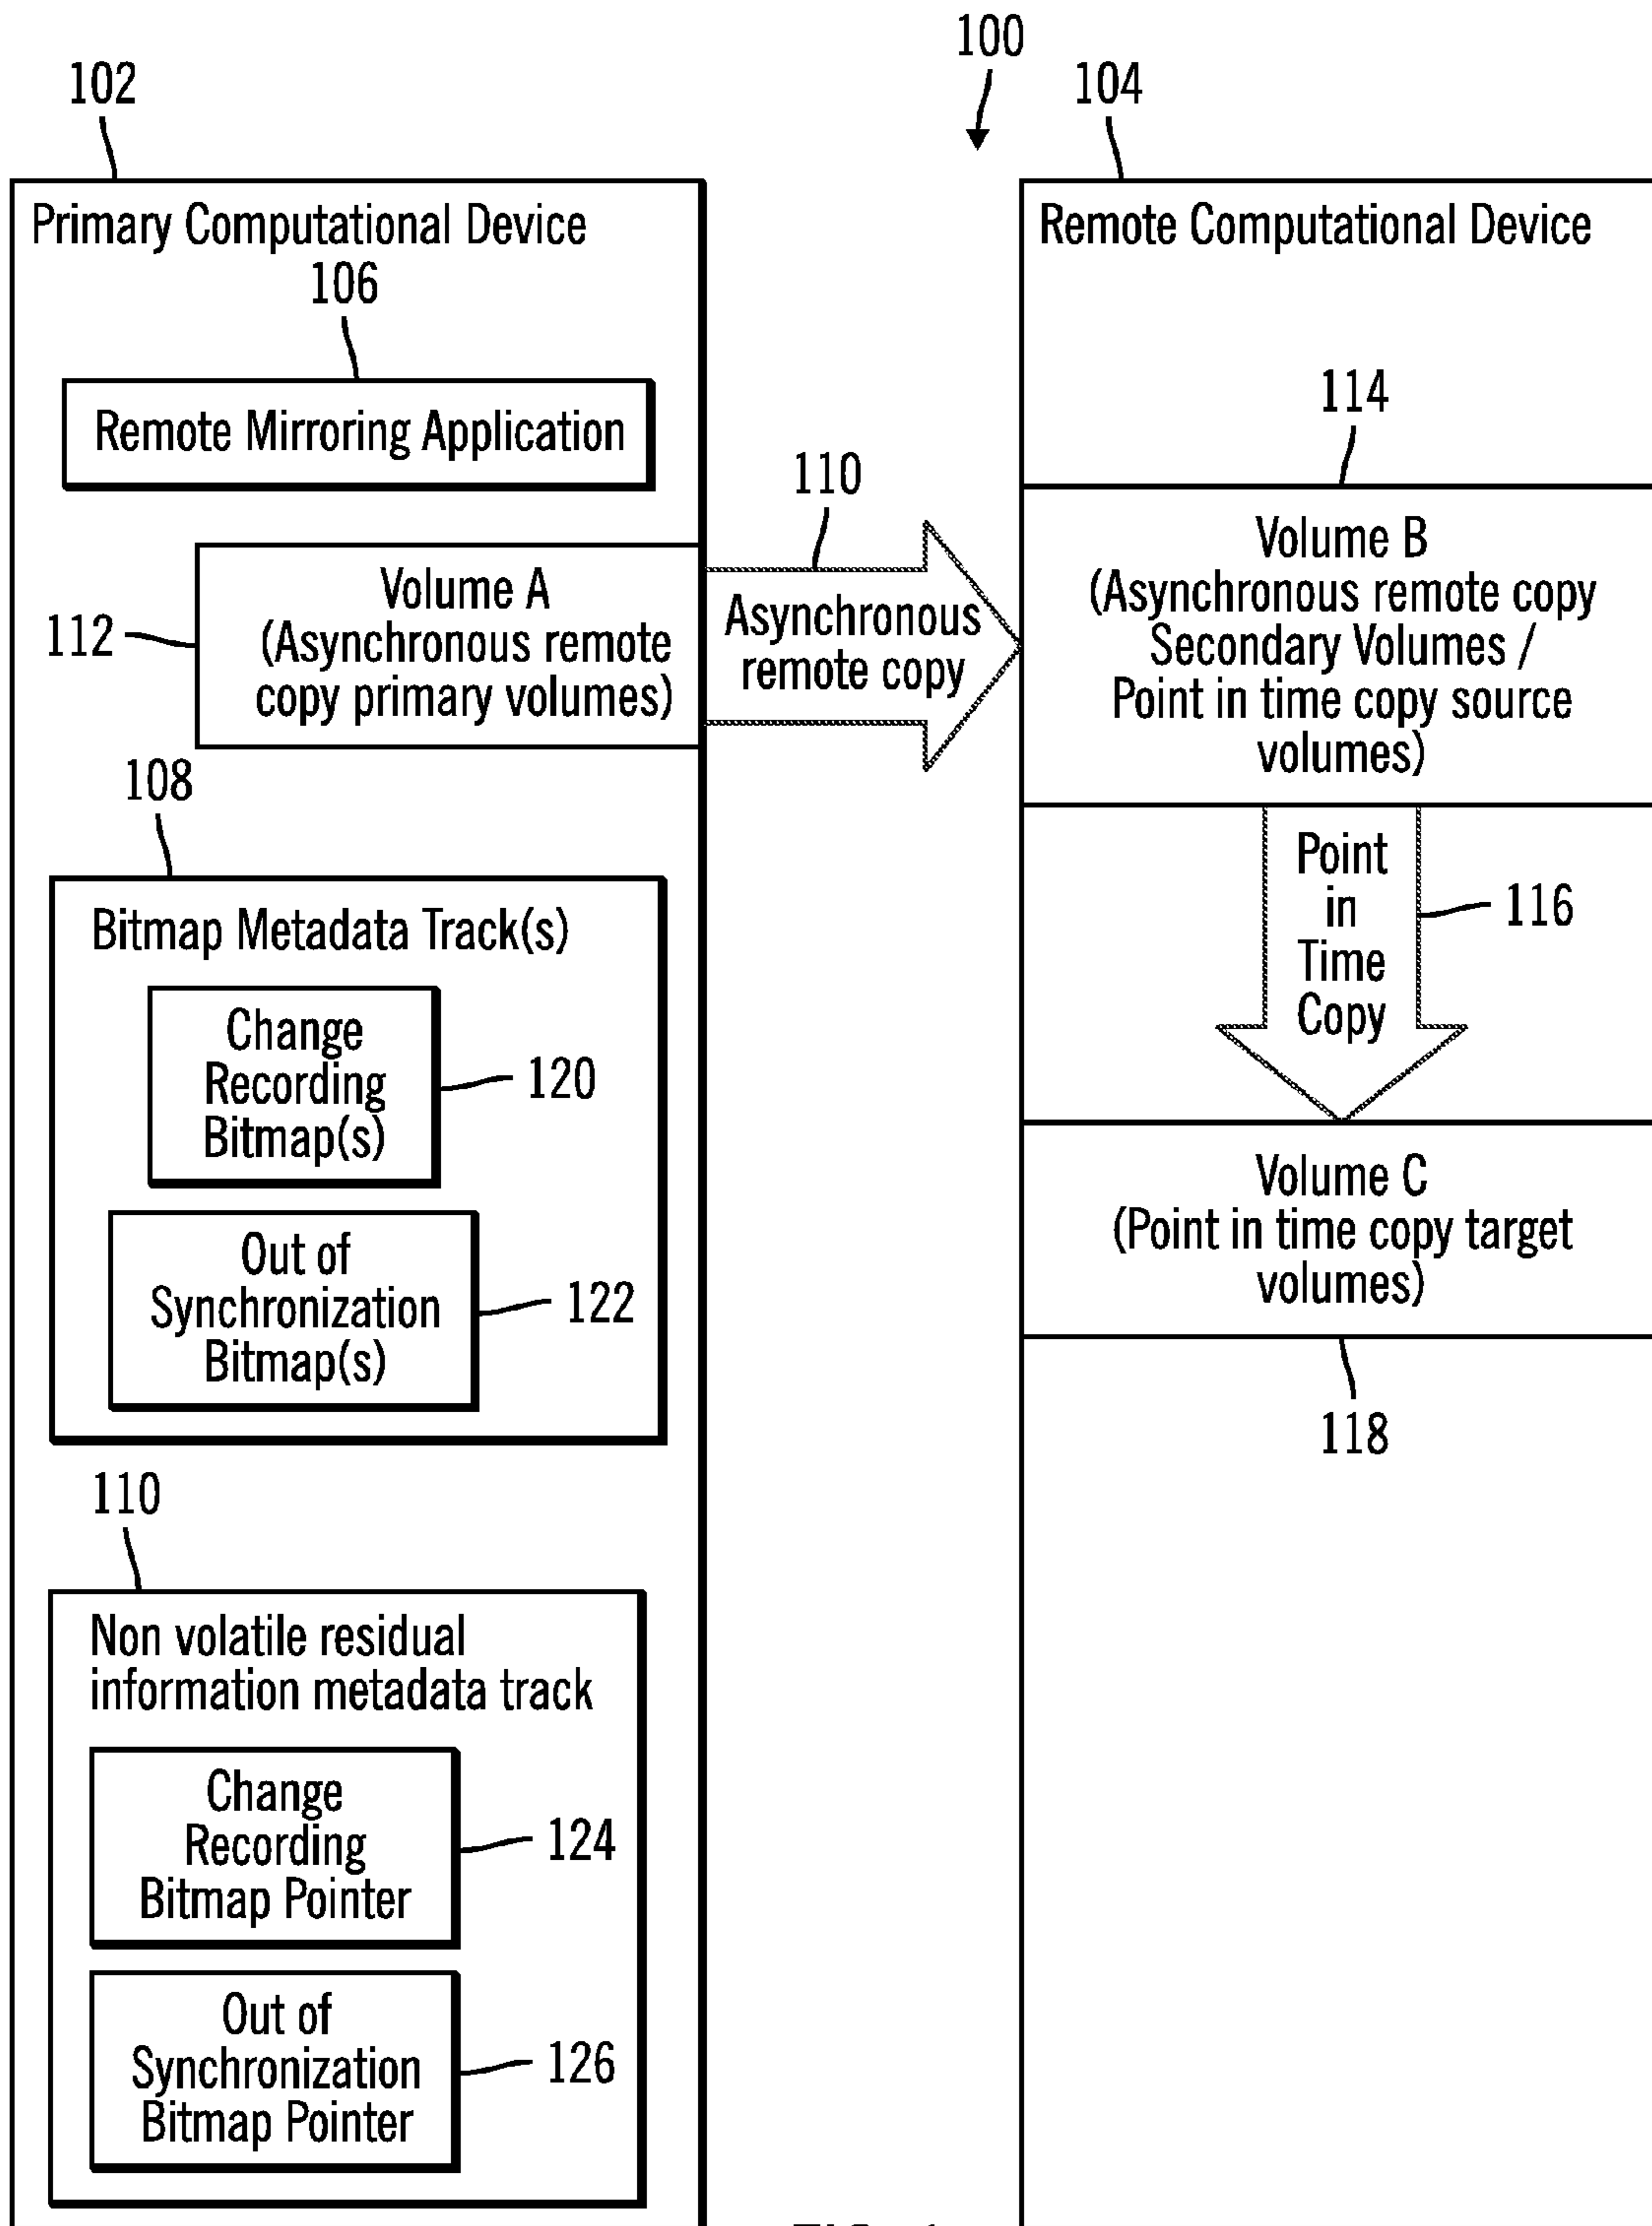 100
102
104
Primary Computational Device
106
Remote Mirroring Application
112
Volume A
(Asynchronous remote
copy primary volumes)
108
Bitmap Metadata Track(s)
Change
Recording
Bitmap(s)
120
Out of
Synchronization
Bitmap(s)
122
110
Non volatile residual
information metadata track
Change
Recording
Bitmap Pointer
124
Out of
Synchronization
Bitmap Pointer
126
110
Asynchronous
remote copy
Remote Computational Device
114
Volume B
(Asynchronous remote copy
Secondary Volumes /
Point in time copy source
volumes)
Point
in
Time
Copy
116
Volume C
(Point in time copy target
volumes)
118